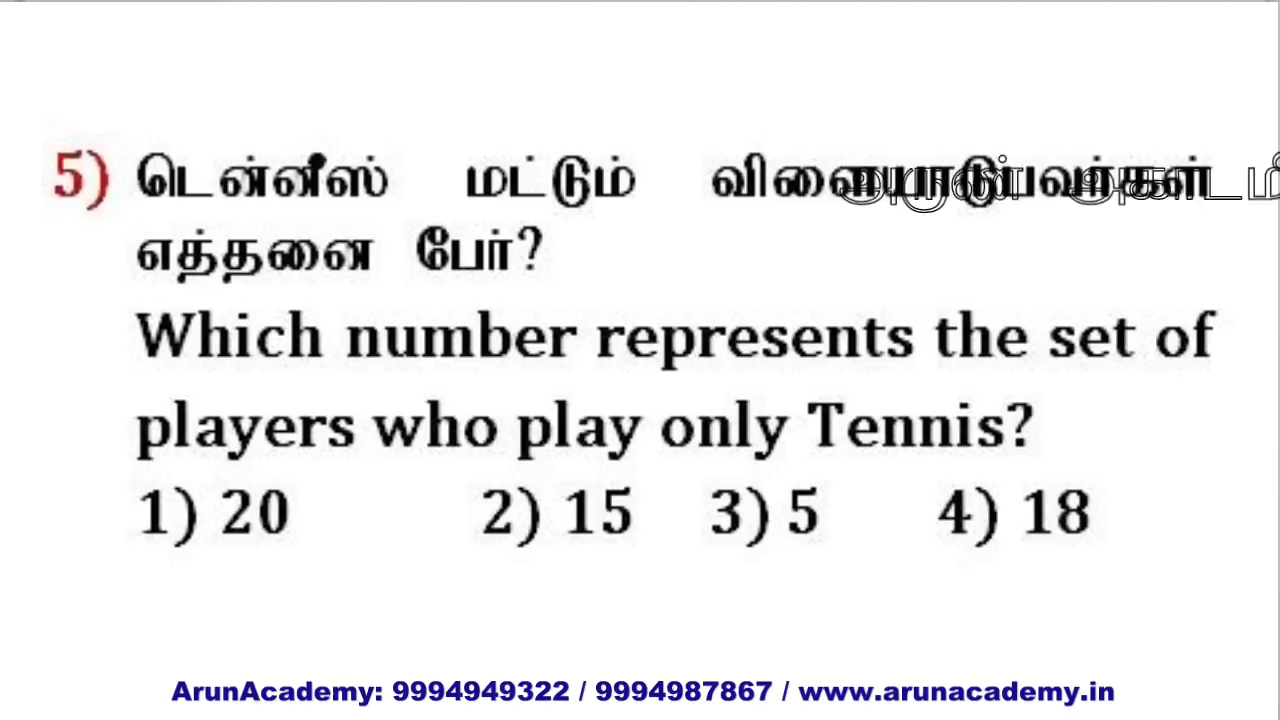 5) டென்னீஸ் மட்டும் விளையாடுபவர்கள்
எத்தனை பேர்?
Which number represents the set of
players who play only Tennis?
1) 20 2) 15 3) 5 4) 18
ArunAcademy: 9994949322 / 9994987867 / www.arunacademy.in